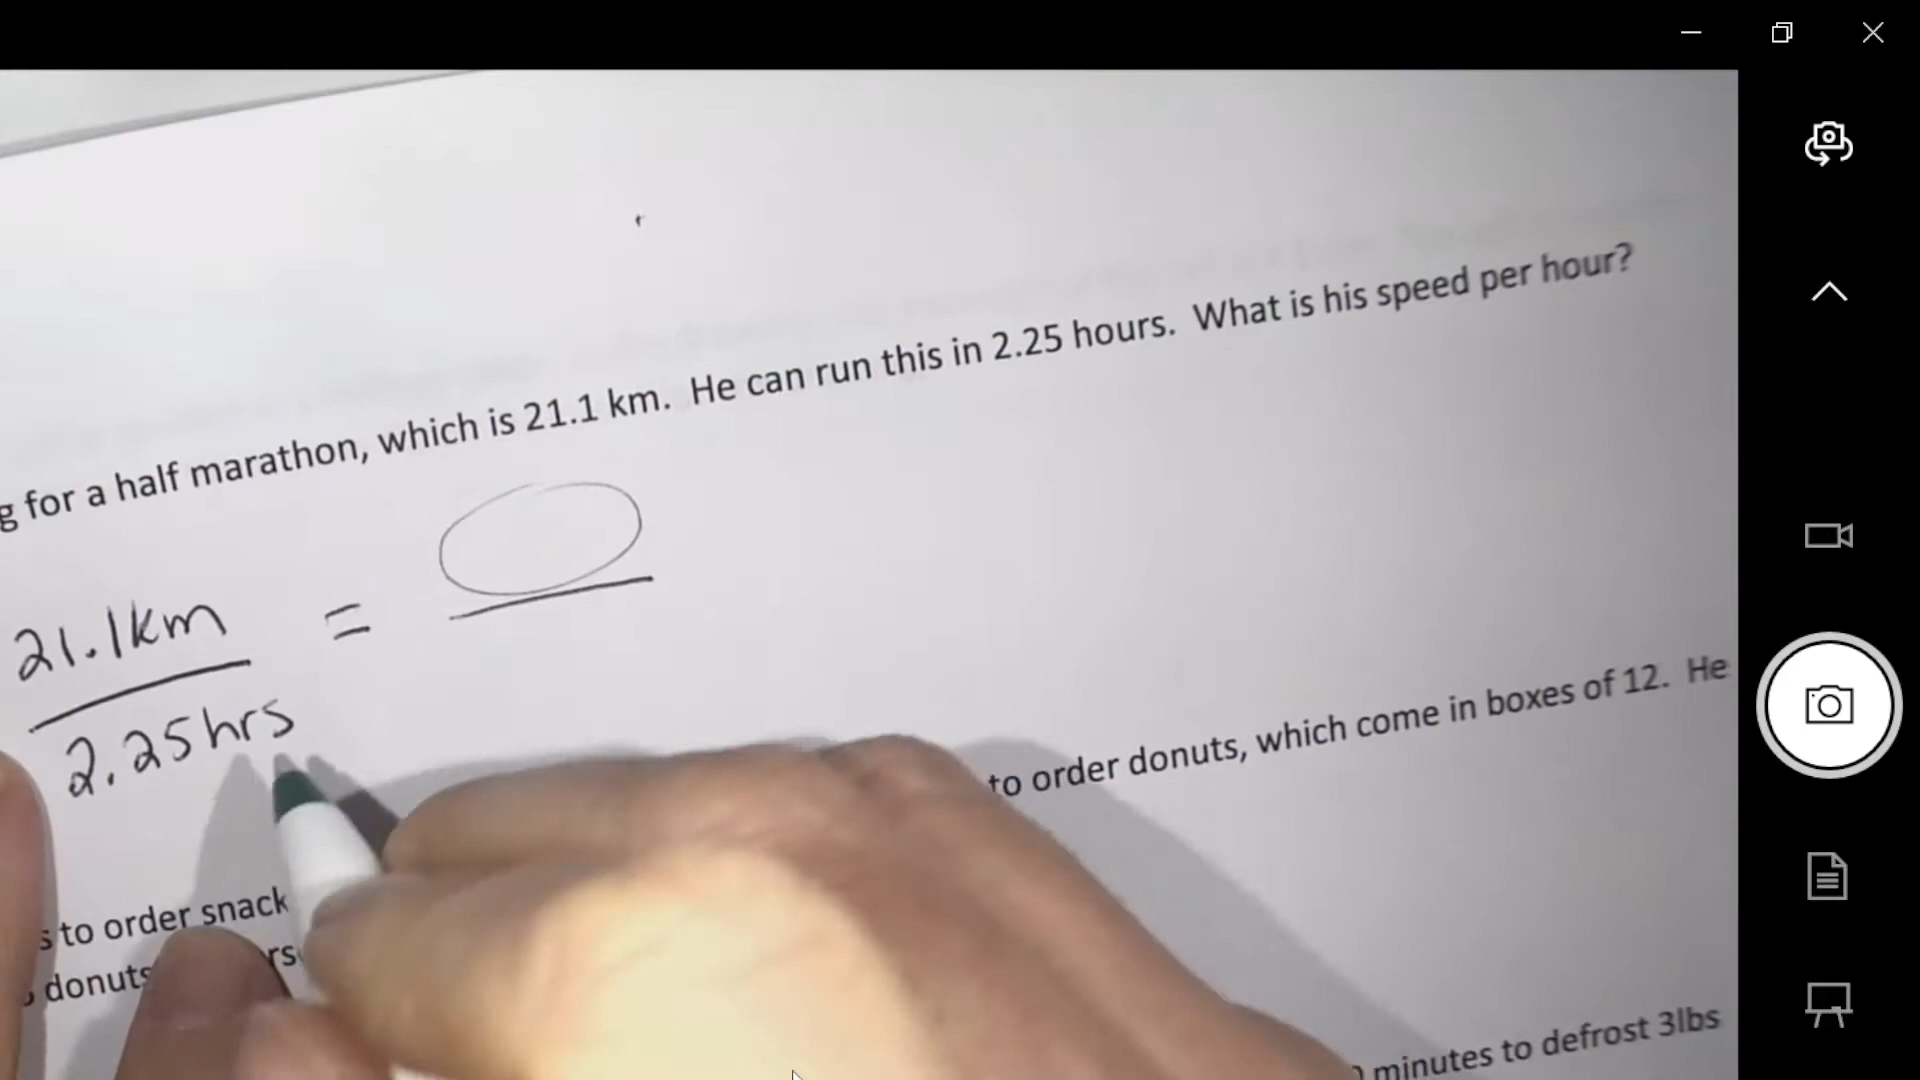 for a half marathon, which is 21.1 km. He can run this in 2.25 hours. What is his speed per hour?
21.1km
=
2.25hrs
to order donuts, which come in boxes of 12. He
to order snack
donuts
minutes to defrost 3lbs